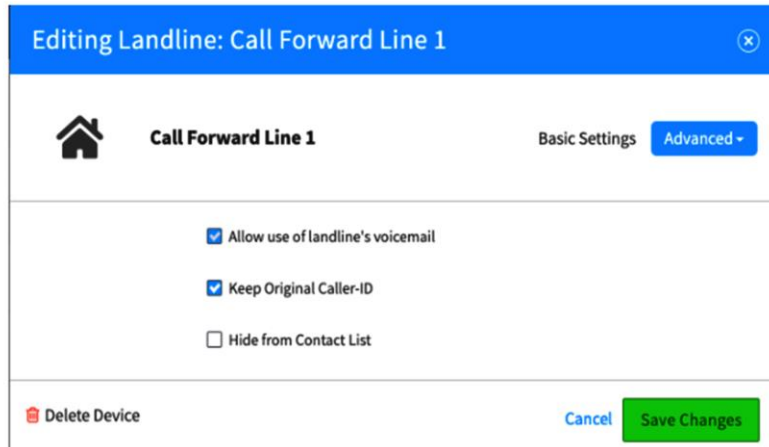 Editing Landline: Call Forward Line 1
Call Forward Line 1
Basic Settings
Advanced
Allow use of landline's voicemail
Keep Original Caller-ID
Hide from Contact List
Delete Device
Cancel
Save Changes